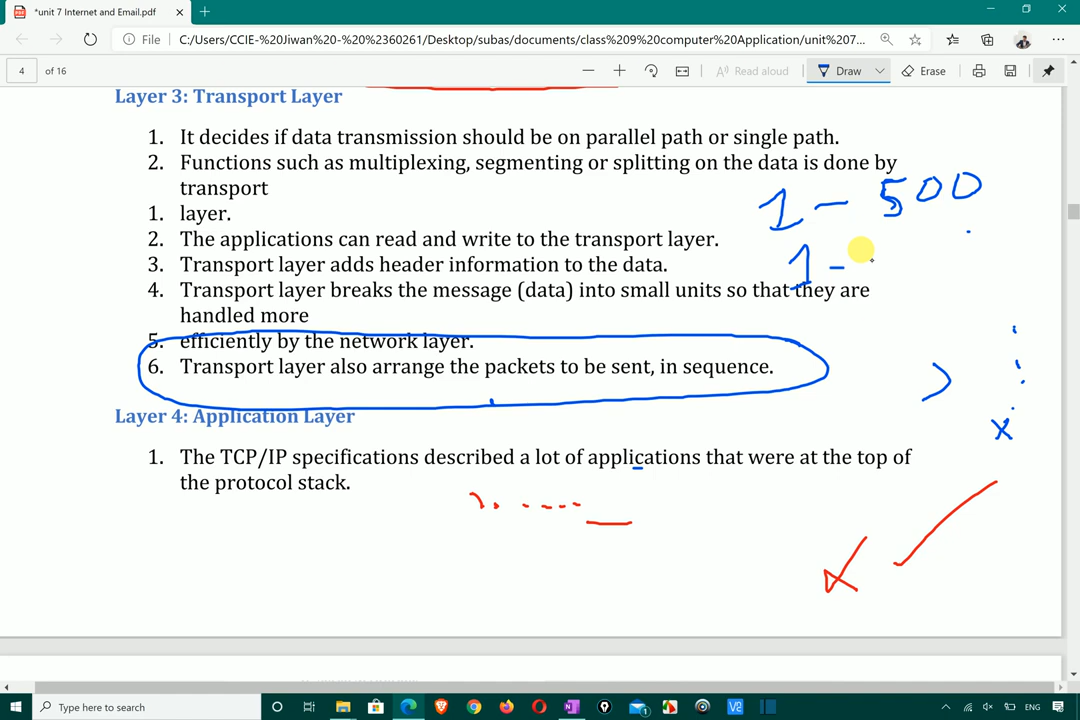 *unit 7 Internet and Email.pdf
File
C:/Users/CCIE-%20Jiwan%20-%20%2360261/Desktop/subas/documents/class%209%20computer%20Application/unit%207...
4 of 16
Read aloud
Draw
Erase
Layer 3: Transport Layer
1. It decides if data transmission should be on parallel path or single path.
2. Functions such as multiplexing, segmenting or splitting on the data is done by
transport
1. layer.
2. The applications can read and write to the transport layer.
3. Transport layer adds header information to the data.
4. Transport layer breaks the message (data) into small units so that they are
handled more
5. efficiently by the network layer.
6. Transport layer also arrange the packets to be sent, in sequence.
1 - 500
1 -
x
Layer 4: Application Layer
1. The TCP/IP specifications described a lot of applications that were at the top of
the protocol stack.
Type here to search
ENG